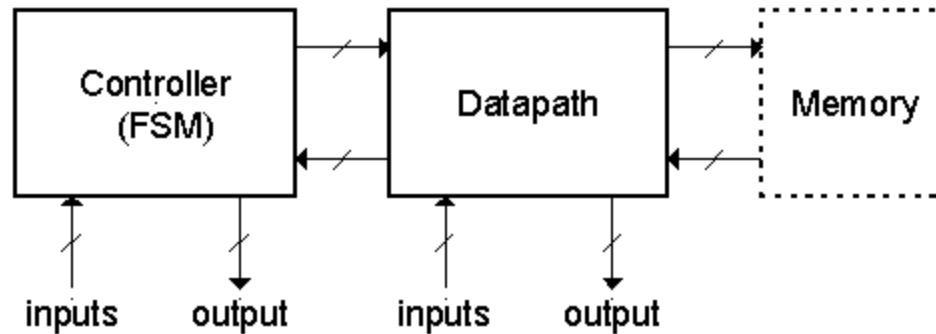 Controller
(FSM)
Datapath
Memory
inputs
output
inputs
output